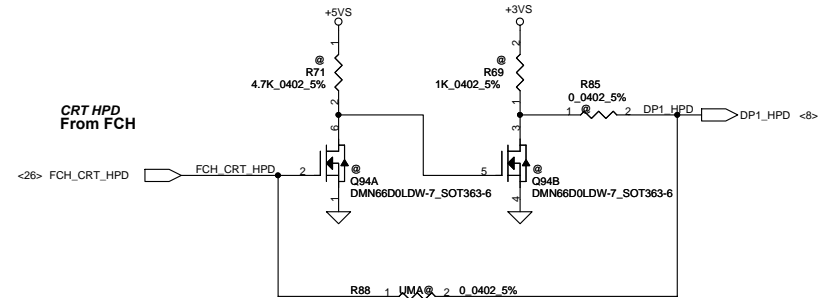 +5VS
+3VS
1
@
R71
4.7K_0402_5%
2
2
@
R69
1K_0402_5%
1
R85
0_0402_5%
1
@
2
DP1_HPD
DP1_HPD <8>
CRT HPD
From FCH
<26> FCH_CRT_HPD
FCH_CRT_HPD
2
6
@
Q94A
DMN66D0LDW-7_SOT363-6
1
5
3
@
Q94B
DMN66D0LDW-7_SOT363-6
4
R88 1 UMA@ 2 0_0402_5%